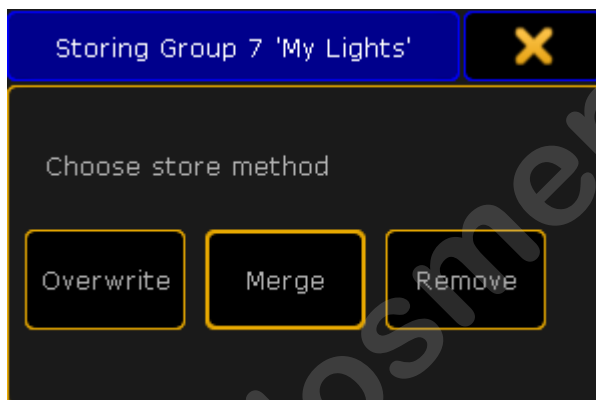 Storing Group 7 'My Lights'
Choose store method
Overwrite Merge Remove